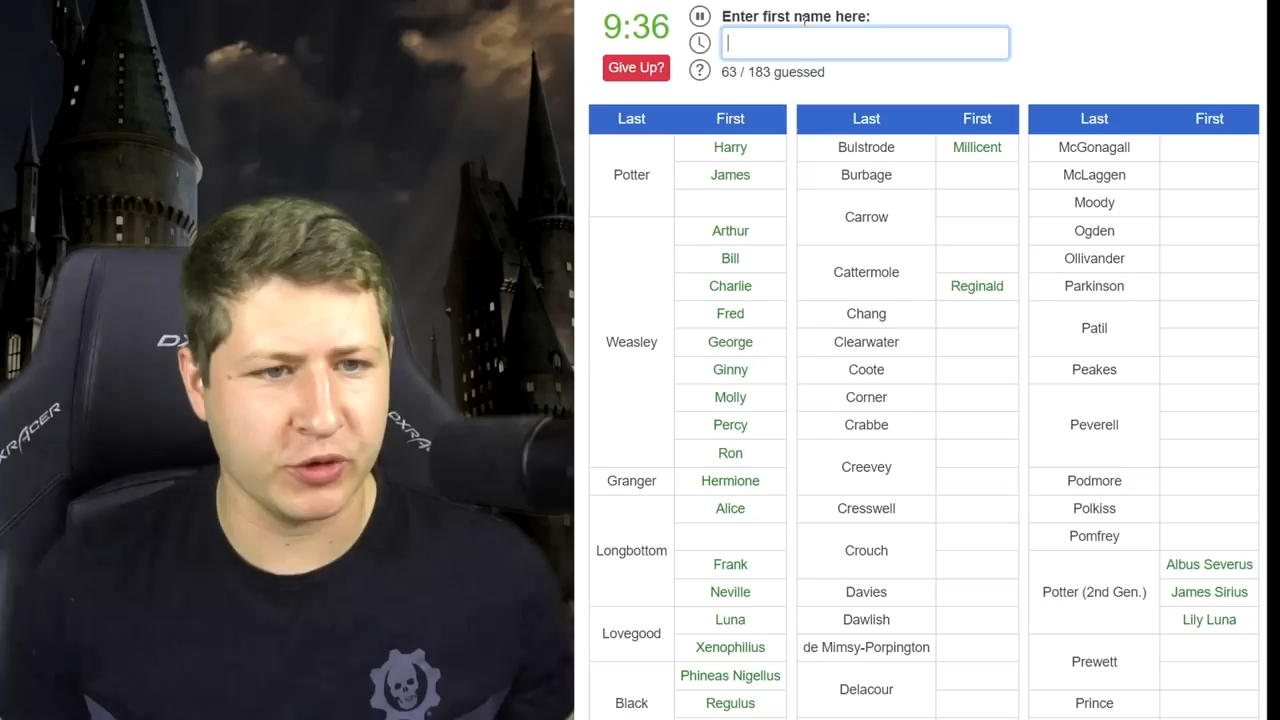 9:36
Enter first name here:
Give Up?
63 / 183 guessed
Last First
Potter
Harry
James
Weasley
Arthur
Bill
Charlie
Fred
George
Ginny
Molly
Percy
Ron
Granger Hermione
Longbottom
Alice
Frank
Neville
Lovegood
Luna
Xenophilius
Black
Phineas Nigellus
Regulus
Last First
Bulstrode Millicent
Burbage
Carrow
Cattermole
Reginald
Chang
Clearwater
Coote
Corner
Crabbe
Creevey
Cresswell
Crouch
Davies
Dawlish
de Mimsy-Porpington
Delacour
Last First
McGonagall
McLaggen
Moody
Ogden
Ollivander
Parkinson
Patil
Peakes
Peverell
Podmore
Polkiss
Pomfrey
Potter (2nd Gen.)
Albus Severus
James Sirius
Lily Luna
Prewett
Prince
DXRACER